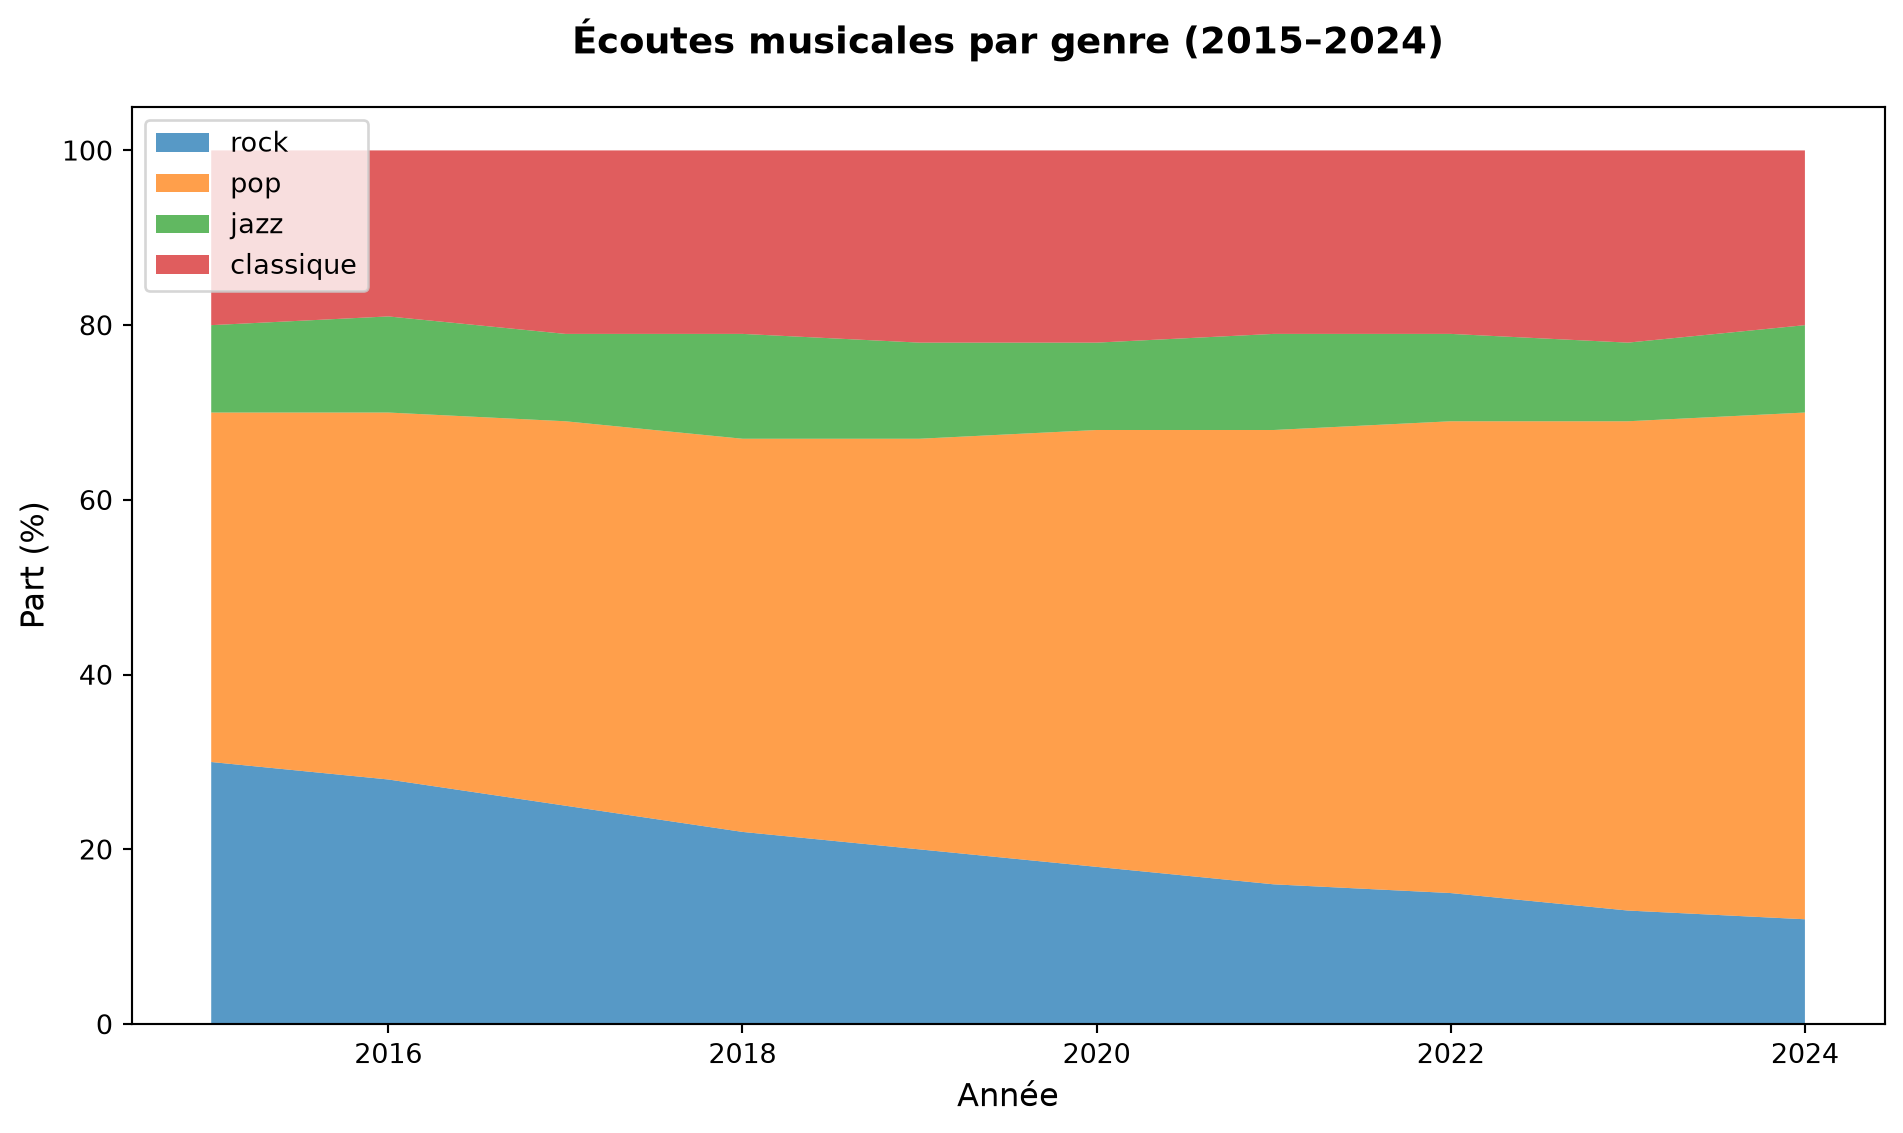 Écoutes musicales par genre (2015–2024)
rock
pop
jazz
classique
100
80
60
40
20
0
Part (%)
2016
2018
2020
2022
2024
Année